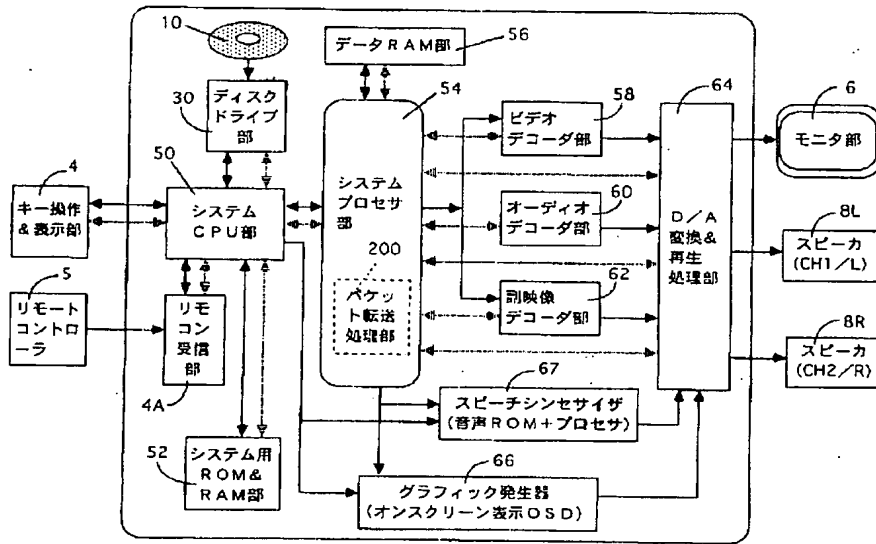 10
データRAM部
56
ディスク
ドライブ
部
30
54
58
64
6
ビデオ
デコーダ部
モニタ部
50
4
キー操作
&表示部
システム
CPU部
システム
プロセサ
部
オーディオ
デコーダ部
60
D/A
変換&
再生
処理部
8L
スピーカ
(CH1/L)
5
リモート
コントロ
ーラ
リモ
コン
受信
部
4A
200
パケッ
ト転送
処理部
副映像
デコーダ部
62
8R
スピーカ
(CH2/R)
67
スピーチシンセサイザ
(音声ROM+プロセサ)
52
システム用
ROM&
RAM部
66
グラフィック発生器
(オンスクリーン表示OSD)